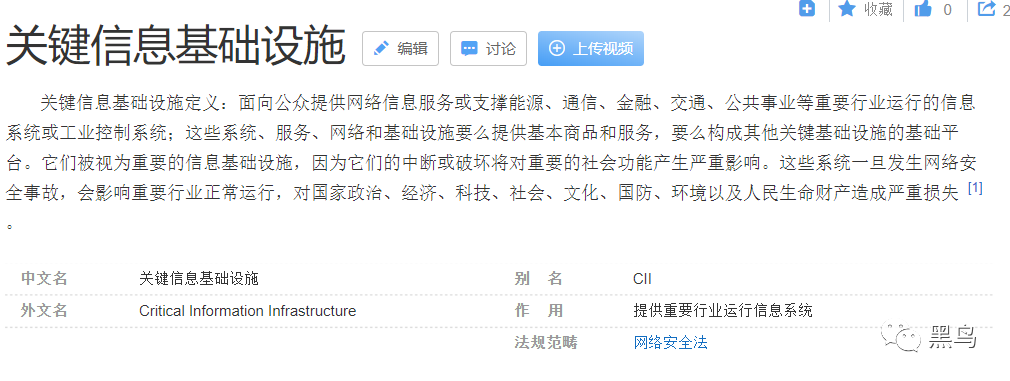 收藏 0 2
关键信息基础设施 编辑 讨论 上传视频
关键信息基础设施定义：面向公众提供网络信息服务或支撑能源、通信、金融、交通、公共事业等重要行业运行的信息
系统或工业控制系统；这些系统、服务、网络和基础设施要么提供基本商品和服务，要么构成其他关键基础设施的基础平
台。它们被视为重要的信息基础设施，因为它们的中断或破坏将对重要的社会功能产生严重影响。这些系统一旦发生网络安
全事故，会影响重要行业正常运行，对国家政治、经济、科技、社会、文化、国防、环境以及人民生命财产造成严重损失 [1]
。
中文名 关键信息基础设施 别 名 CII
外文名 Critical Information Infrastructure 作 用 提供重要行业运行信息系统
法规范畴 网络安全法
黑鸟